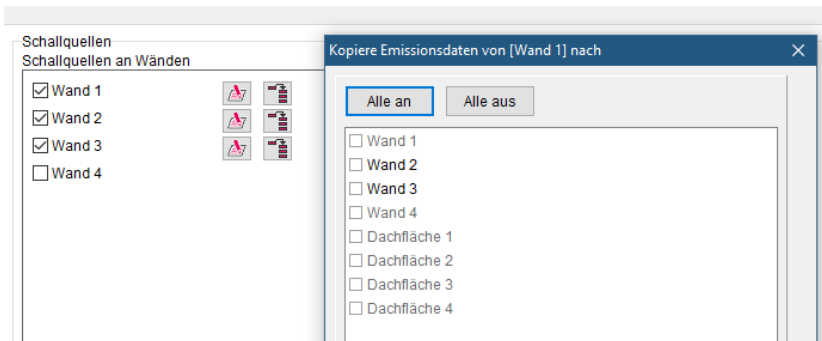 Schallquellen
Schallquellen an Wänden
Wand 1
Wand 2
Wand 3
Wand 4
Kopiere Emissionsdaten von [Wand 1] nach
Alle an Alle aus
Wand 1
Wand 2
Wand 3
Wand 4
Dachfläche 1
Dachfläche 2
Dachfläche 3
Dachfläche 4